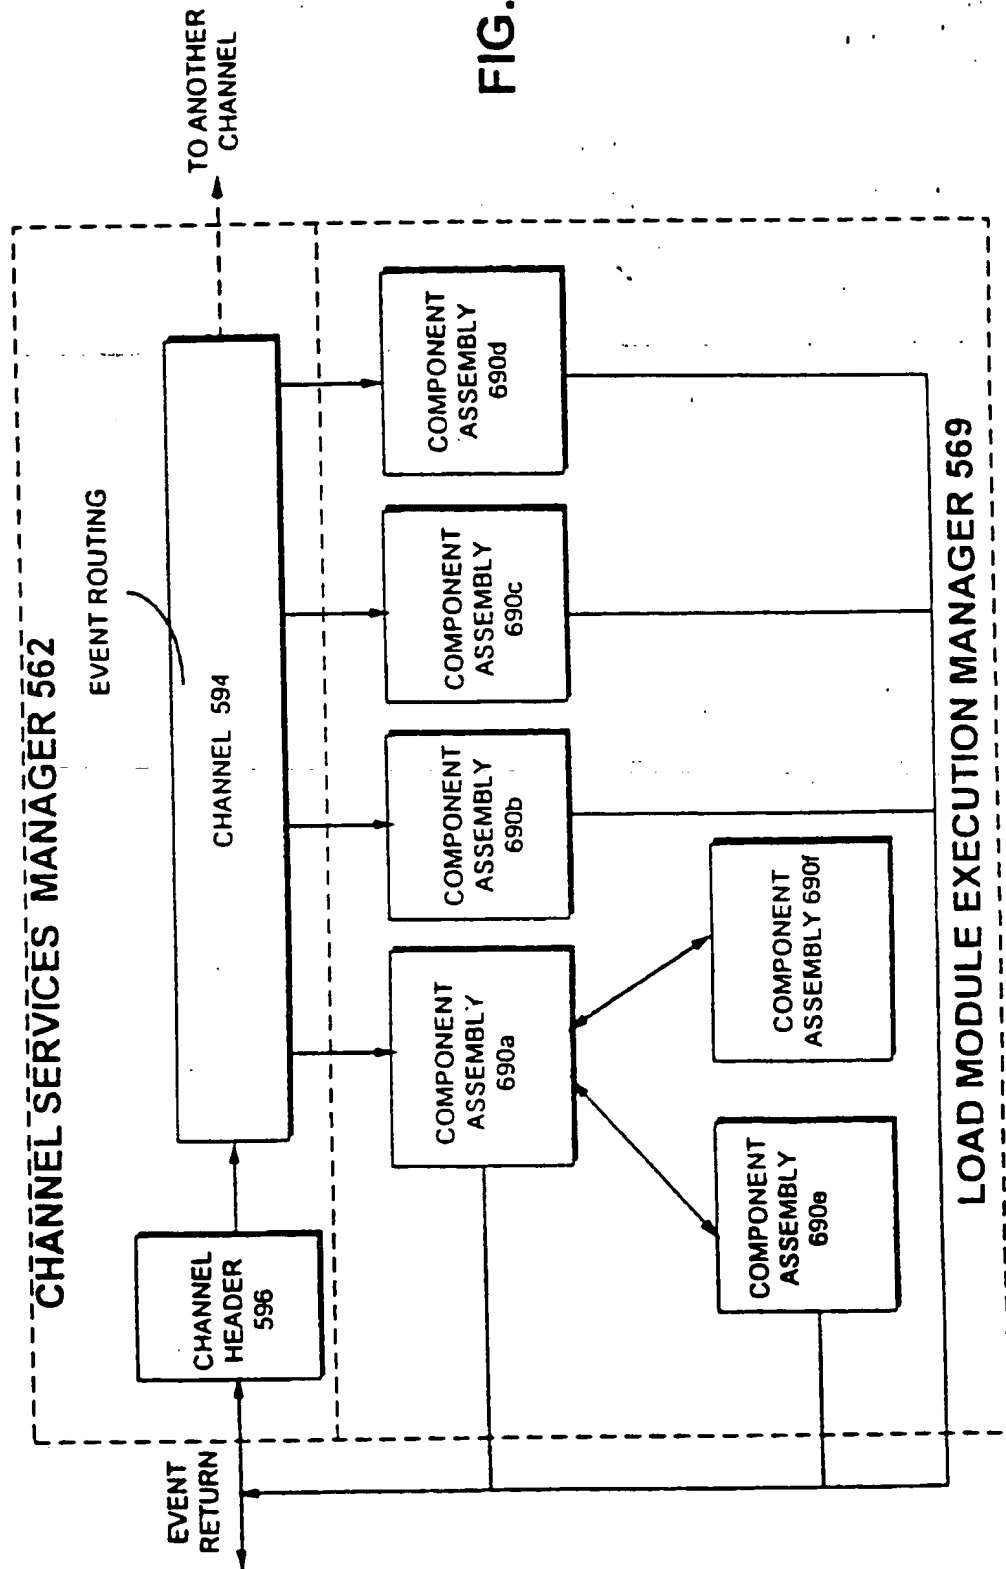 CHANNEL SERVICES MANAGER 562
EVENT ROUTING
TO ANOTHER
CHANNEL
EVENT
RETURN
CHANNEL
HEADER
596
CHANNEL 594
COMPONENT
ASSEMBLY
690a
COMPONENT
ASSEMBLY
690b
COMPONENT
ASSEMBLY
690c
COMPONENT
ASSEMBLY
690d
COMPONENT
ASSEMBLY
690e
COMPONENT
ASSEMBLY 690f
LOAD MODULE EXECUTION MANAGER 569
FIG.